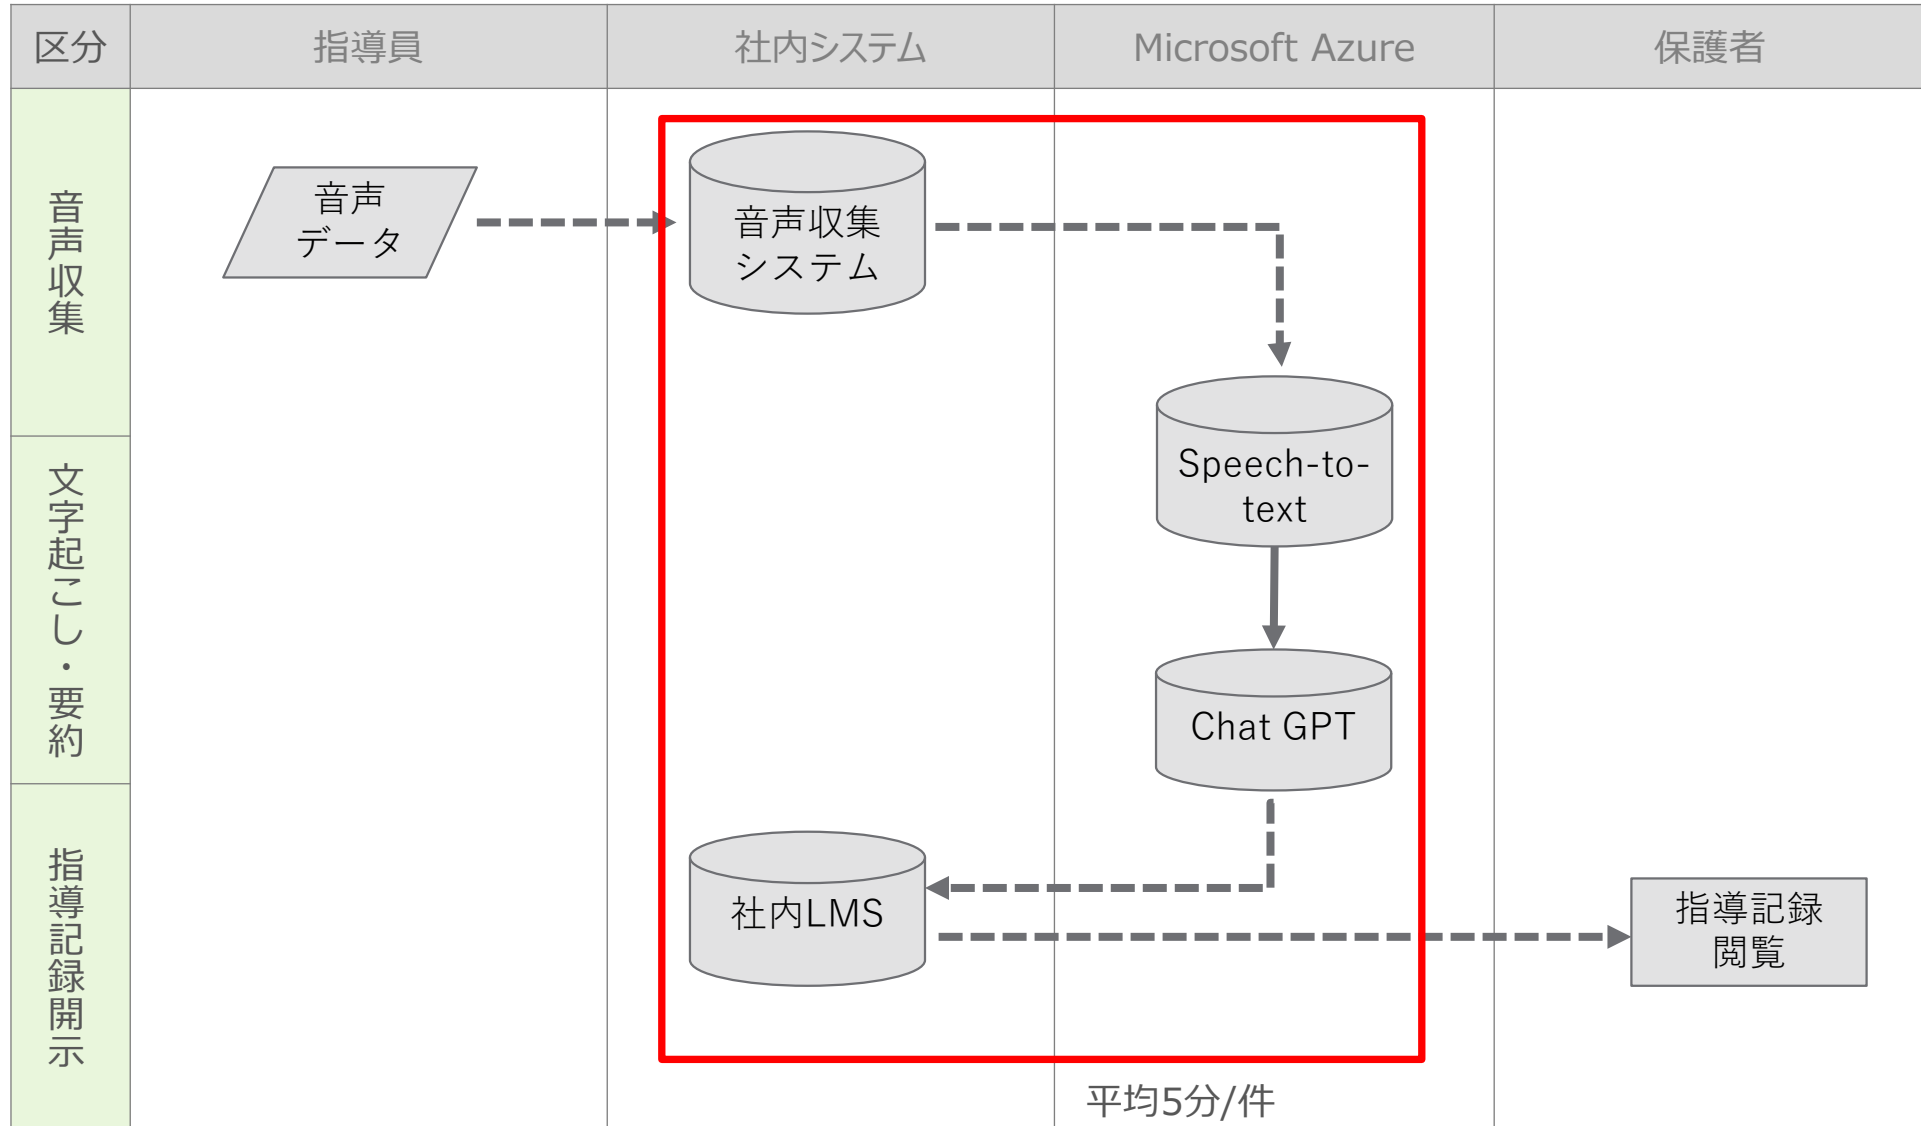 区分
指導員
社内システム
Microsoft Azure
保護者
音声収集
音声
データ
音声収集
システム
Speech-to-
text
文字起こし・要約
Chat GPT
指導記録開示
社内LMS
指導記録
閲覧
平均5分/件